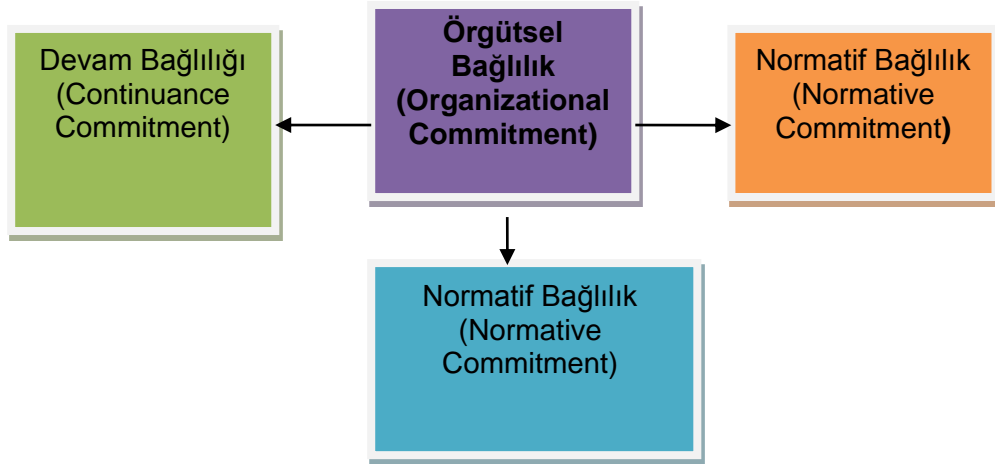 Devam Bağlılığı
(Continuance
Commitment)
Örgütsel
Bağlılık
(Organizational
Commitment)
Normatif Bağlılık
(Normative
Commitment)
Normatif Bağlılık
(Normative
Commitment)